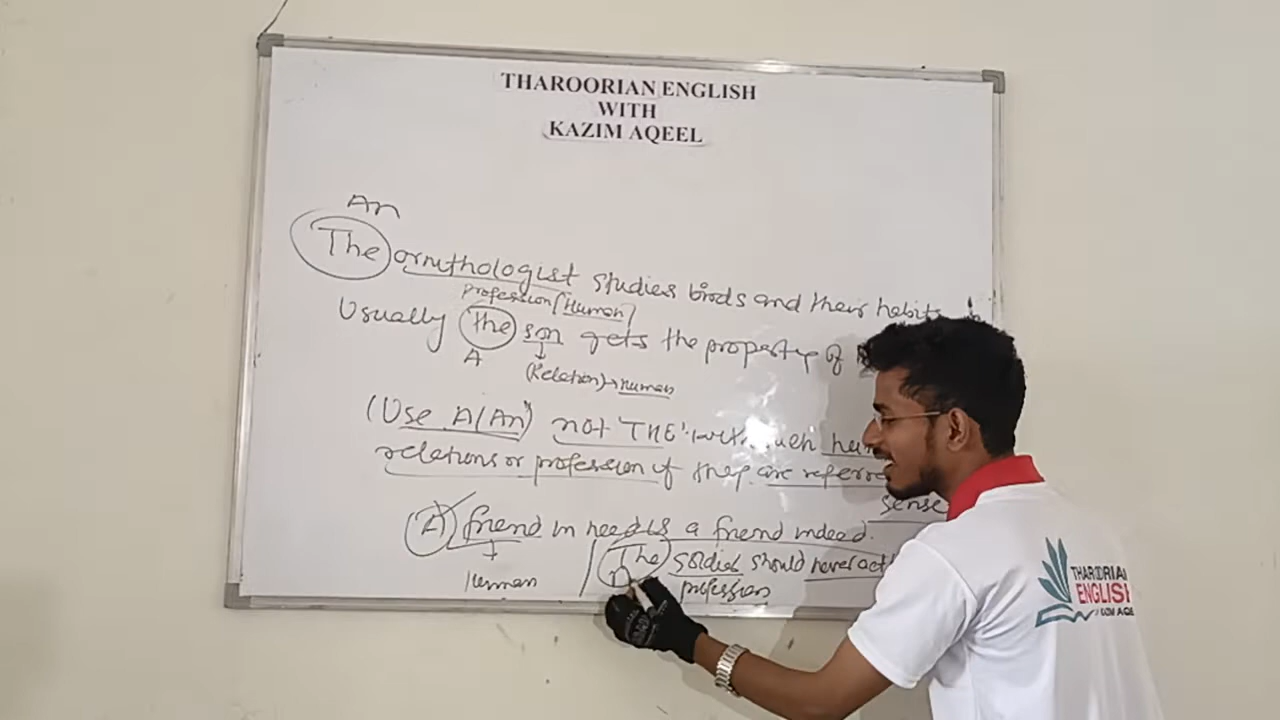 THAROORIAN ENGLISH
WITH
KAZIM AQEEL
An
The ornithologist studies birds and their habits
Profession (Human)
Usually the son gets the property of
A
(Relation) → human
(Use A/An) not THE with such
relations or profession if they are referred
sense
A friend in need is a friend indeed.
Human
The soldier should never act
profession
THAROORIAN
ENGLISH